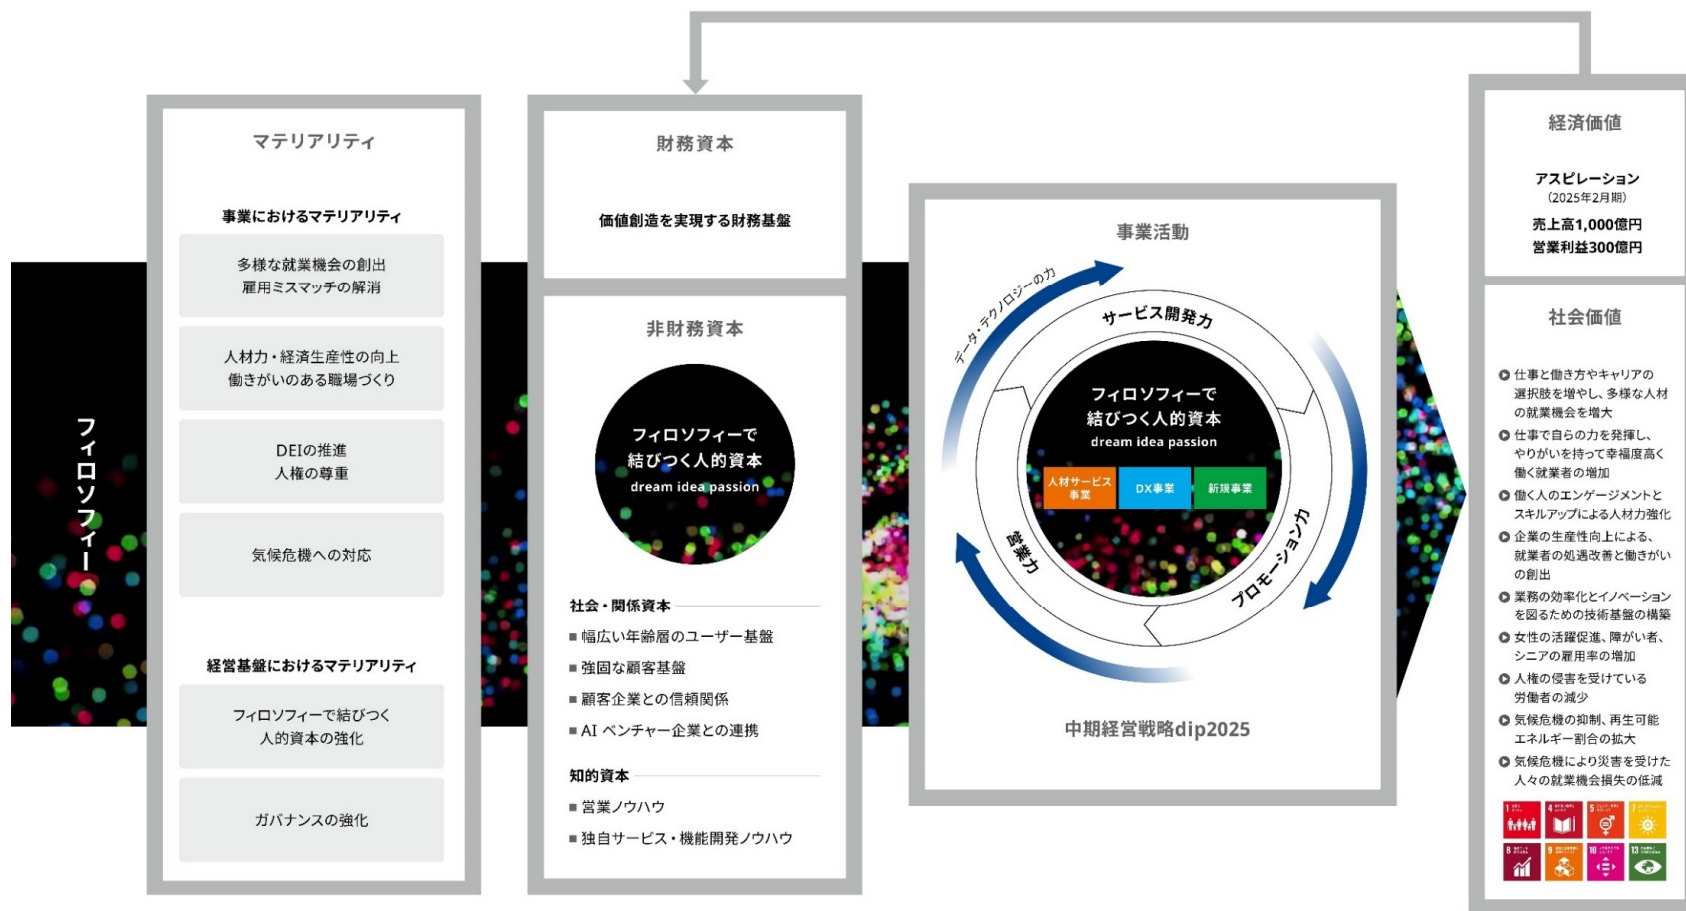 フィロソフィー
マテリアリティ
事業におけるマテリアリティ
多様な就業機会の創出
雇用ミスマッチの解消
人材力・経済生産性の向上
働きがいのある職場づくり
DEIの推進
人権の尊重
気候危機への対応
経営基盤におけるマテリアリティ
フィロソフィーで結びつく
人的資本の強化
ガバナンスの強化
財務資本
価値創造を実現する財務基盤
非財務資本
フィロソフィーで
結びつく人的資本
dream idea passion
社会・関係資本
■ 幅広い年齢層のユーザー基盤
■ 強固な顧客基盤
■ 顧客企業との信頼関係
■ AI ベンチャー企業との連携
知的資本
■ 営業ノウハウ
■ 独自サービス・機能開発ノウハウ
事業活動
データ・テクノロジーの力
サービス開発力
フィロソフィーで
結びつく人的資本
dream idea passion
人材サービス
事業
DX事業
新規事業
営業力
プロモーション力
中期経営戦略dip2025
経済価値
アスピレーション
(2025年2月期)
売上高1,000億円
営業利益300億円
社会価値
仕事と働き方やキャリアの
選択肢を増やし、多様な人材
の就業機会を増大
仕事で自らの力を発揮し、
やりがいを持って幸福度高く
働く就業者の増加
働く人のエンゲージメントと
スキルアップによる人材力強化
企業の生産性向上による、
就業者の処遇改善と働きがい
の創出
業務の効率化とイノベーション
を図るための技術基盤の構築
女性の活躍促進、障がい者、
シニアの雇用率の増加
人権の侵害を受けている
労働者の減少
気候危機の抑制、再生可能
エネルギー割合の拡大
気候危機により災害を受けた
人々の就業機会損失の低減
1
4
5
7
8
9
10
13